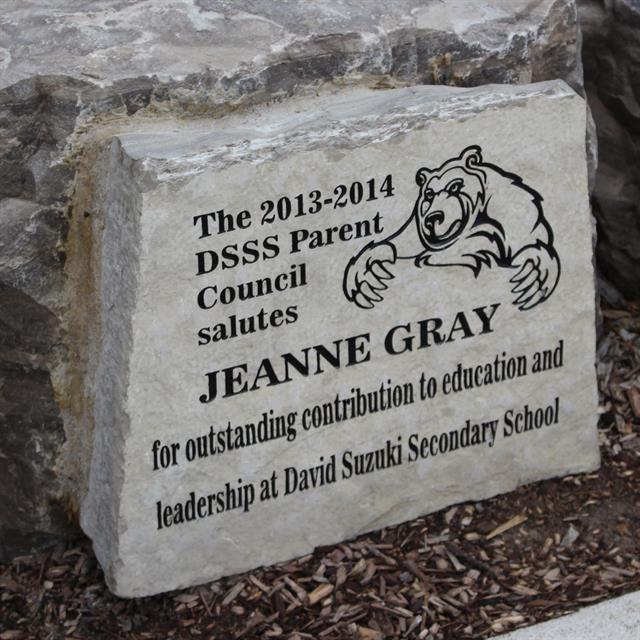 The 2013-2014
DSSS Parent
Council
salutes
JEANNE GRAY
for outstanding contribution to education and
leadership at David Suzuki Secondary School